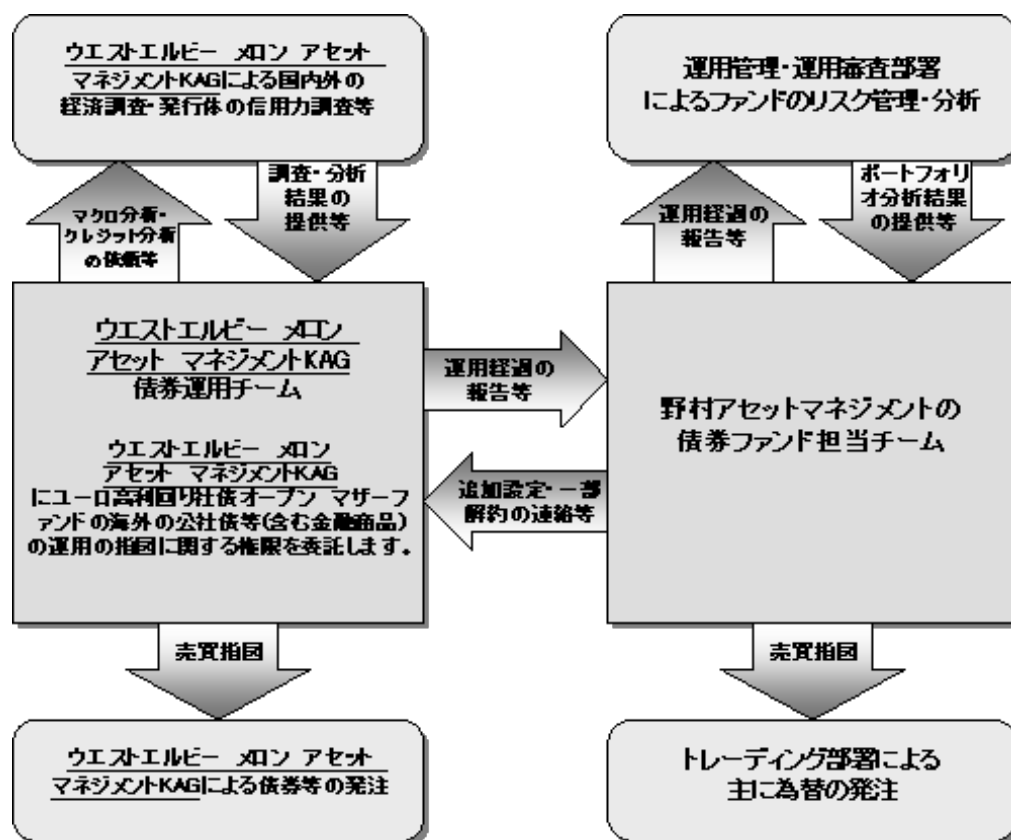 ウエストエルビー メロン アセット
マネジメントKAGによる国内外の
経済調査・発行体の信用力調査等
運用管理・運用審査部署
によるファンドのリスク管理・分析
マクロ分析・
クレジット分析
の依頼等
調査・分析
結果の
提供等
運用経過の
報告等
ポートフォリ
オ分析結果
の提供等
ウエストエルビー メロン
アセット マネジメントKAG
債券運用チーム
ウエストエルビー メロン
アセット マネジメントKAG
にユーロ高利回り社債オープン マザーフ
ァンドの海外の公社債等(含む金融商品)
の運用の指図に関する権限を委託します。
運用経過の
報告等
追加設定・一部
解約の連絡等
野村アセットマネジメントの
債券ファンド担当チーム
売買指図
売買指図
ウエストエルビー メロン アセット
マネジメントKAGによる債券等の発注
トレーディング部署による
主に為替の発注